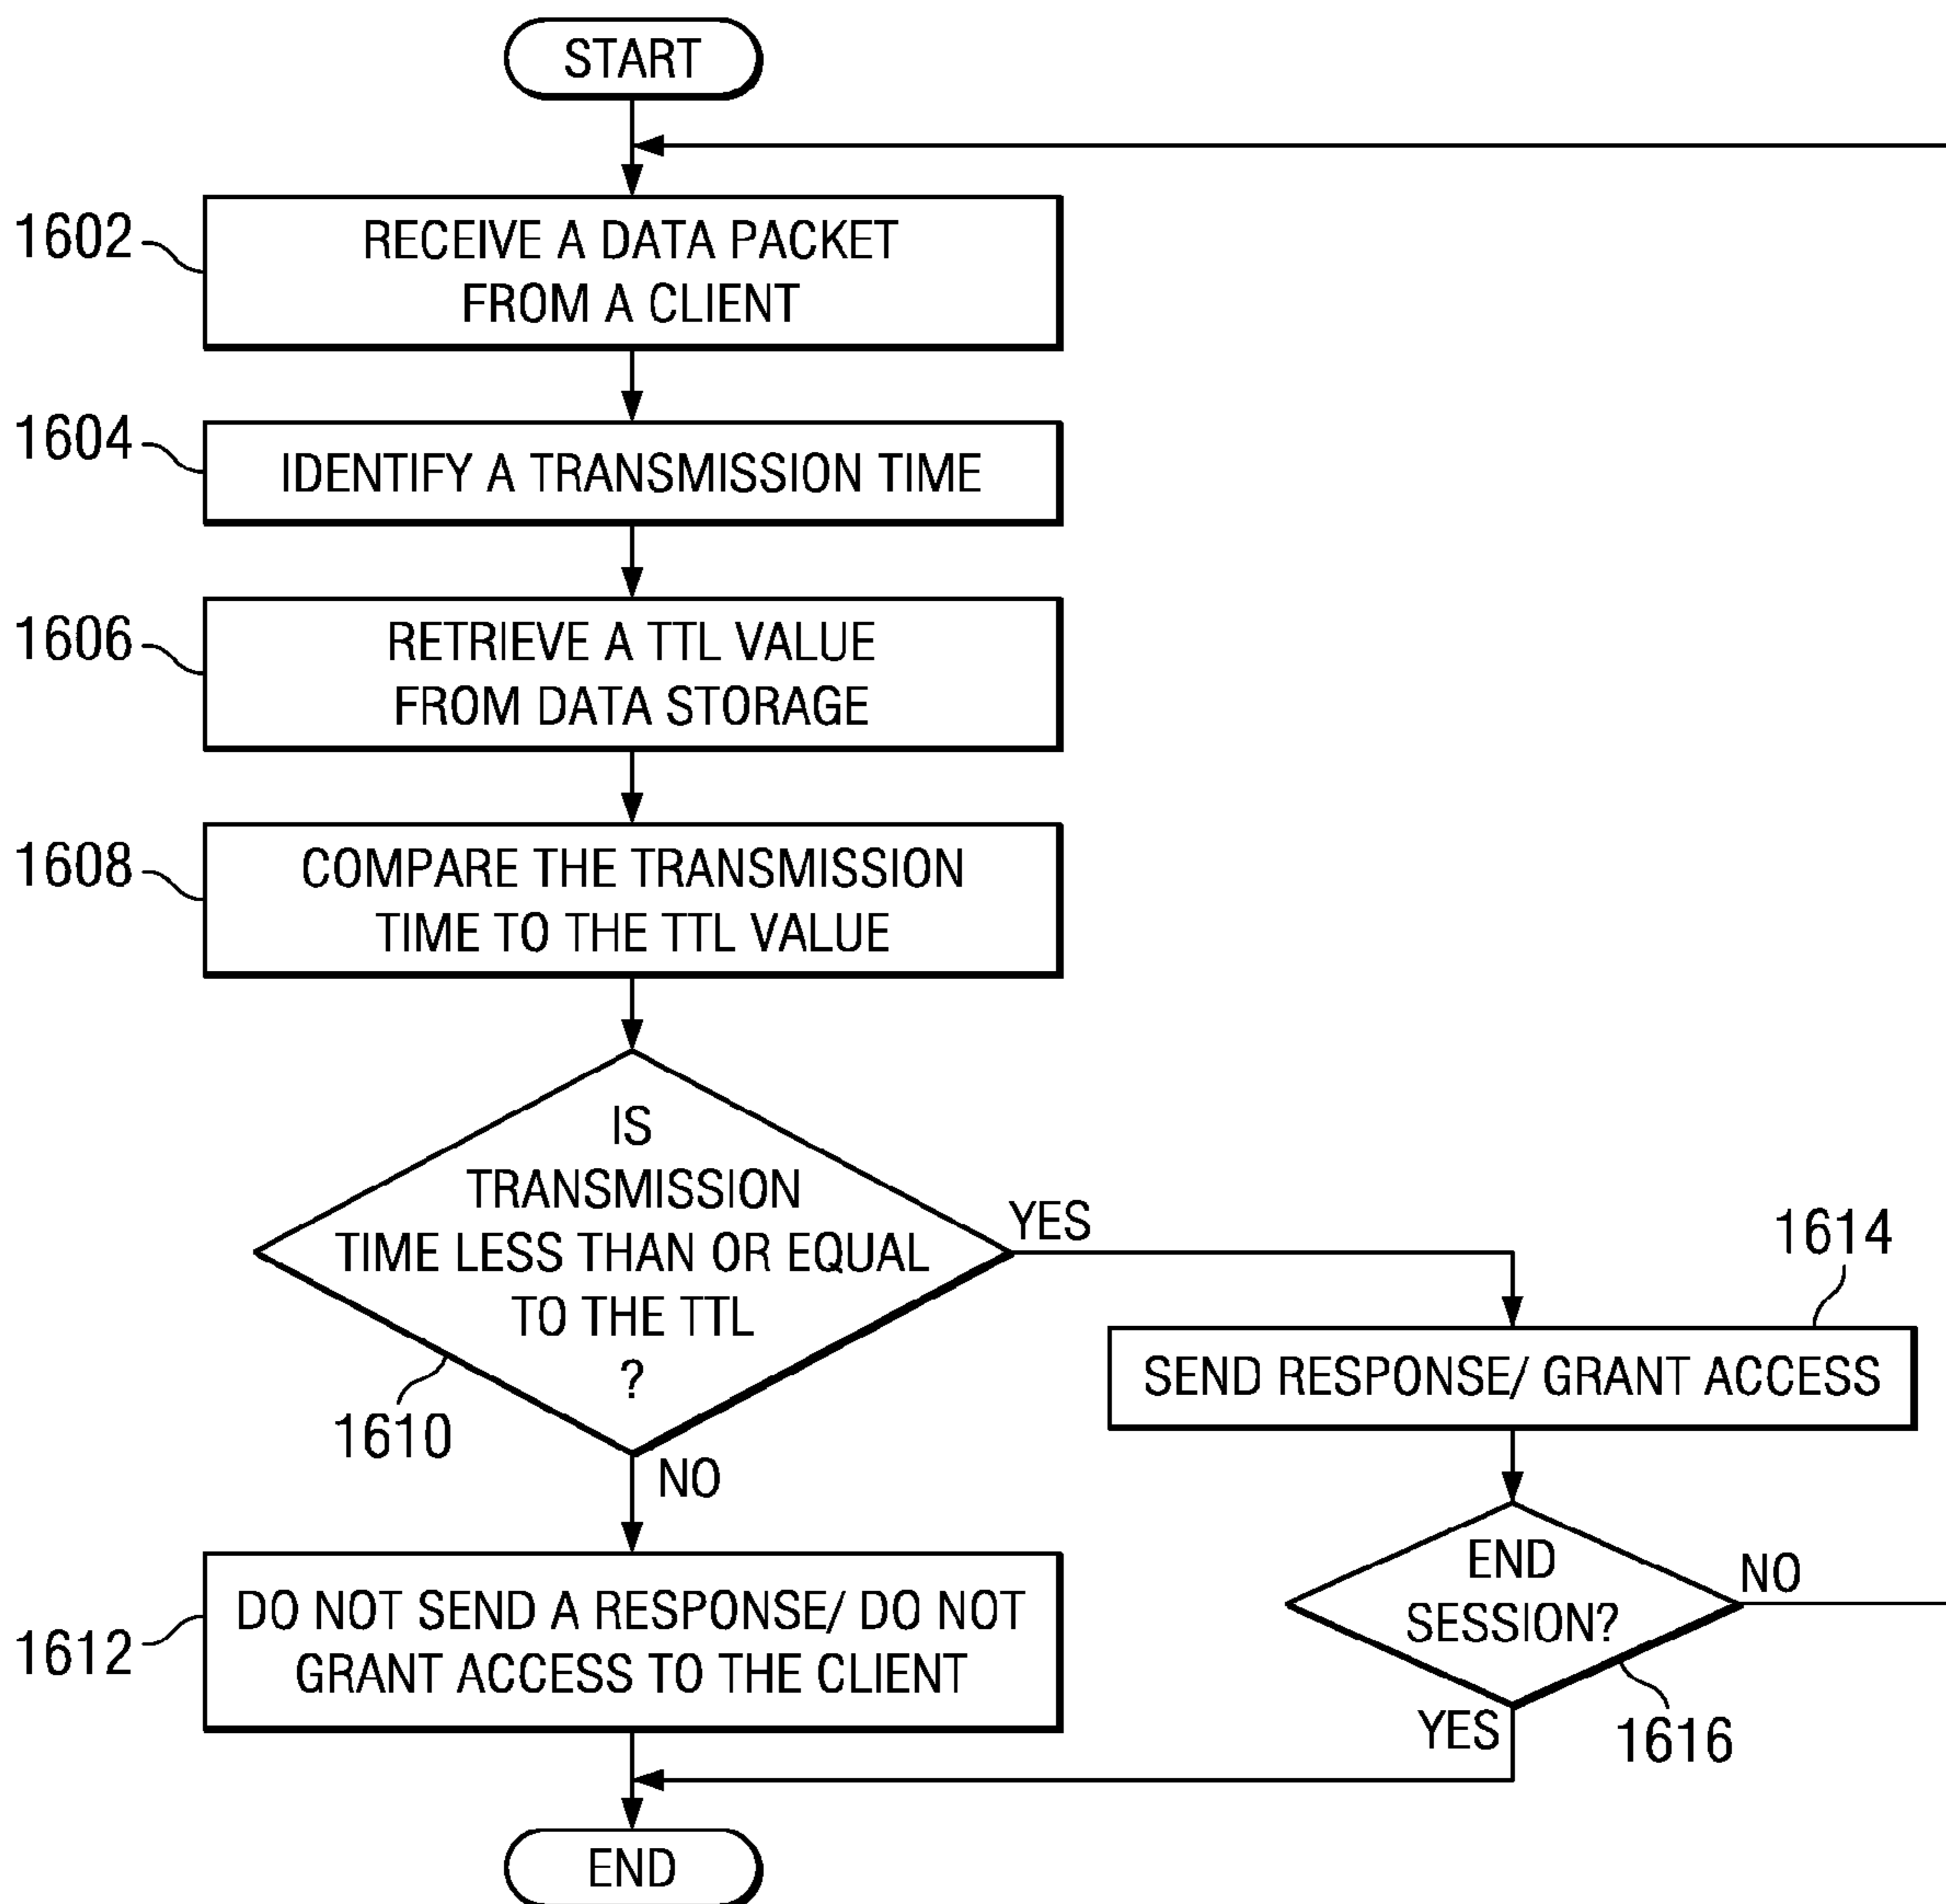 START
1602
RECEIVE A DATA PACKET
FROM A CLIENT
1604
IDENTIFY A TRANSMISSION TIME
1606
RETRIEVE A TTL VALUE
FROM DATA STORAGE
1608
COMPARE THE TRANSMISSION
TIME TO THE TTL VALUE
IS
TRANSMISSION
TIME LESS THAN OR EQUAL
TO THE TTL
?
1610
YES
1614
SEND RESPONSE/ GRANT ACCESS
NO
1612
DO NOT SEND A RESPONSE/ DO NOT
GRANT ACCESS TO THE CLIENT
END
SESSION?
NO
YES
1616
END